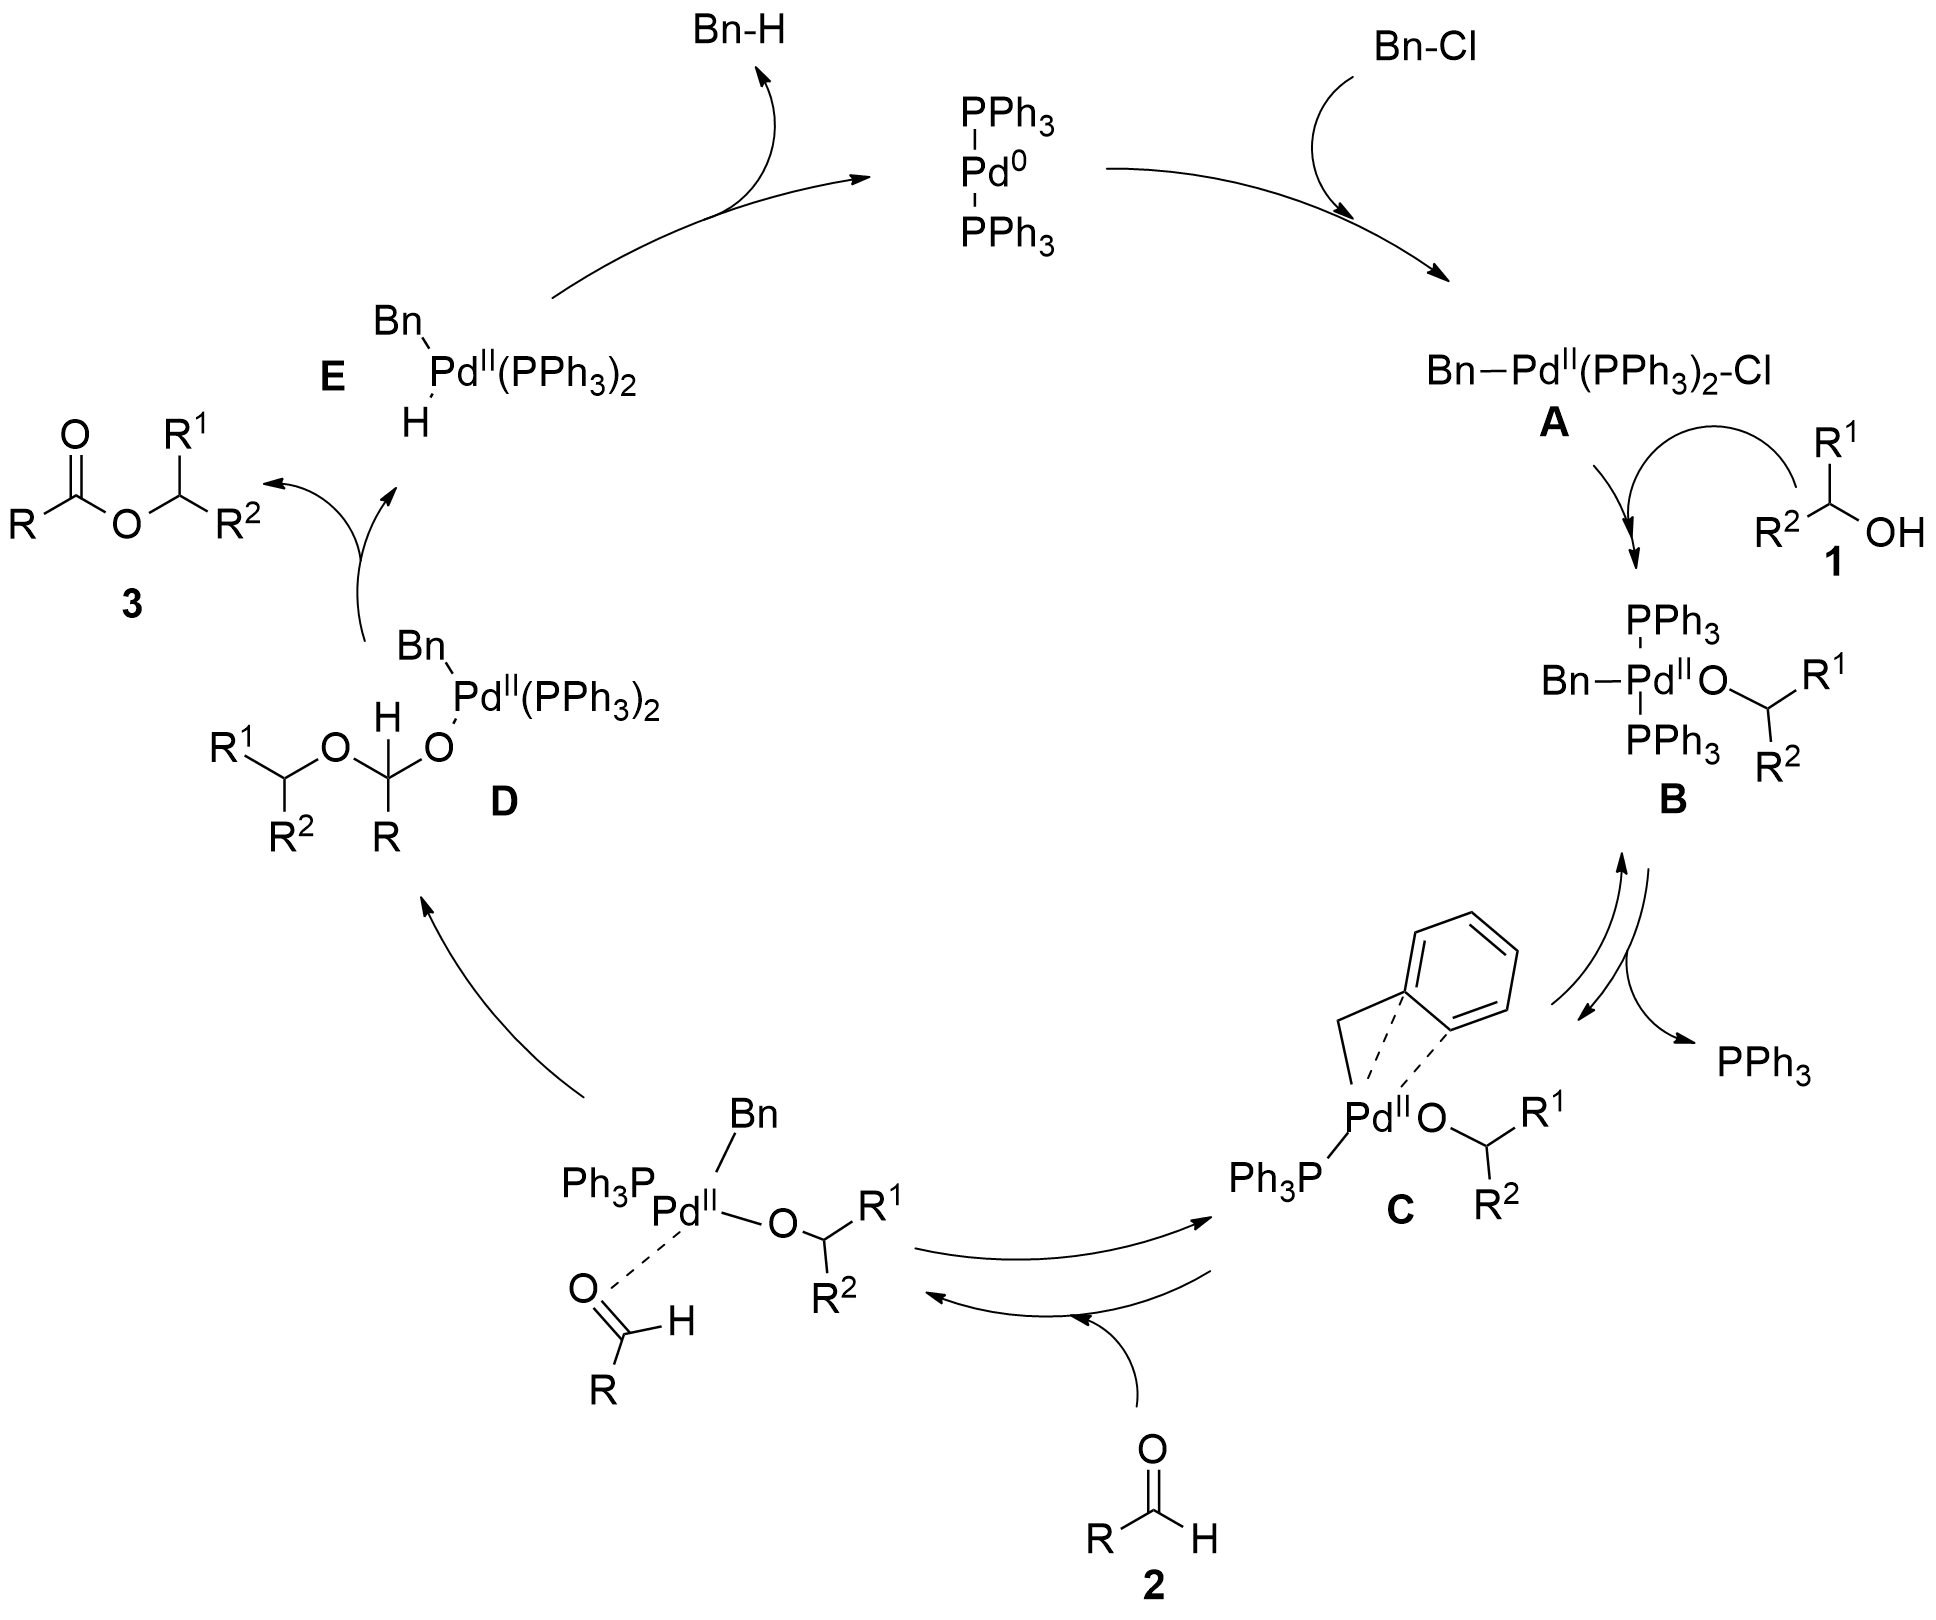 Bn-H
Bn-Cl
PPh3
Pd0
PPh3
Bn
PdII(PPh3)2
H
E
Bn-PdII(PPh3)2-Cl
A
R1
R2
OH
1
O
R1
R
O
R2
3
PPh3
Bn-PdII O
R1
PPh3
R2
B
Bn
PdII(PPh3)2
H
R1
O
O
R2
R
D
PPh3
PdII O
R1
Ph3P
R2
C
Bn
Ph3P
PdII
O
R1
R2
O
H
R
O
R
H
2